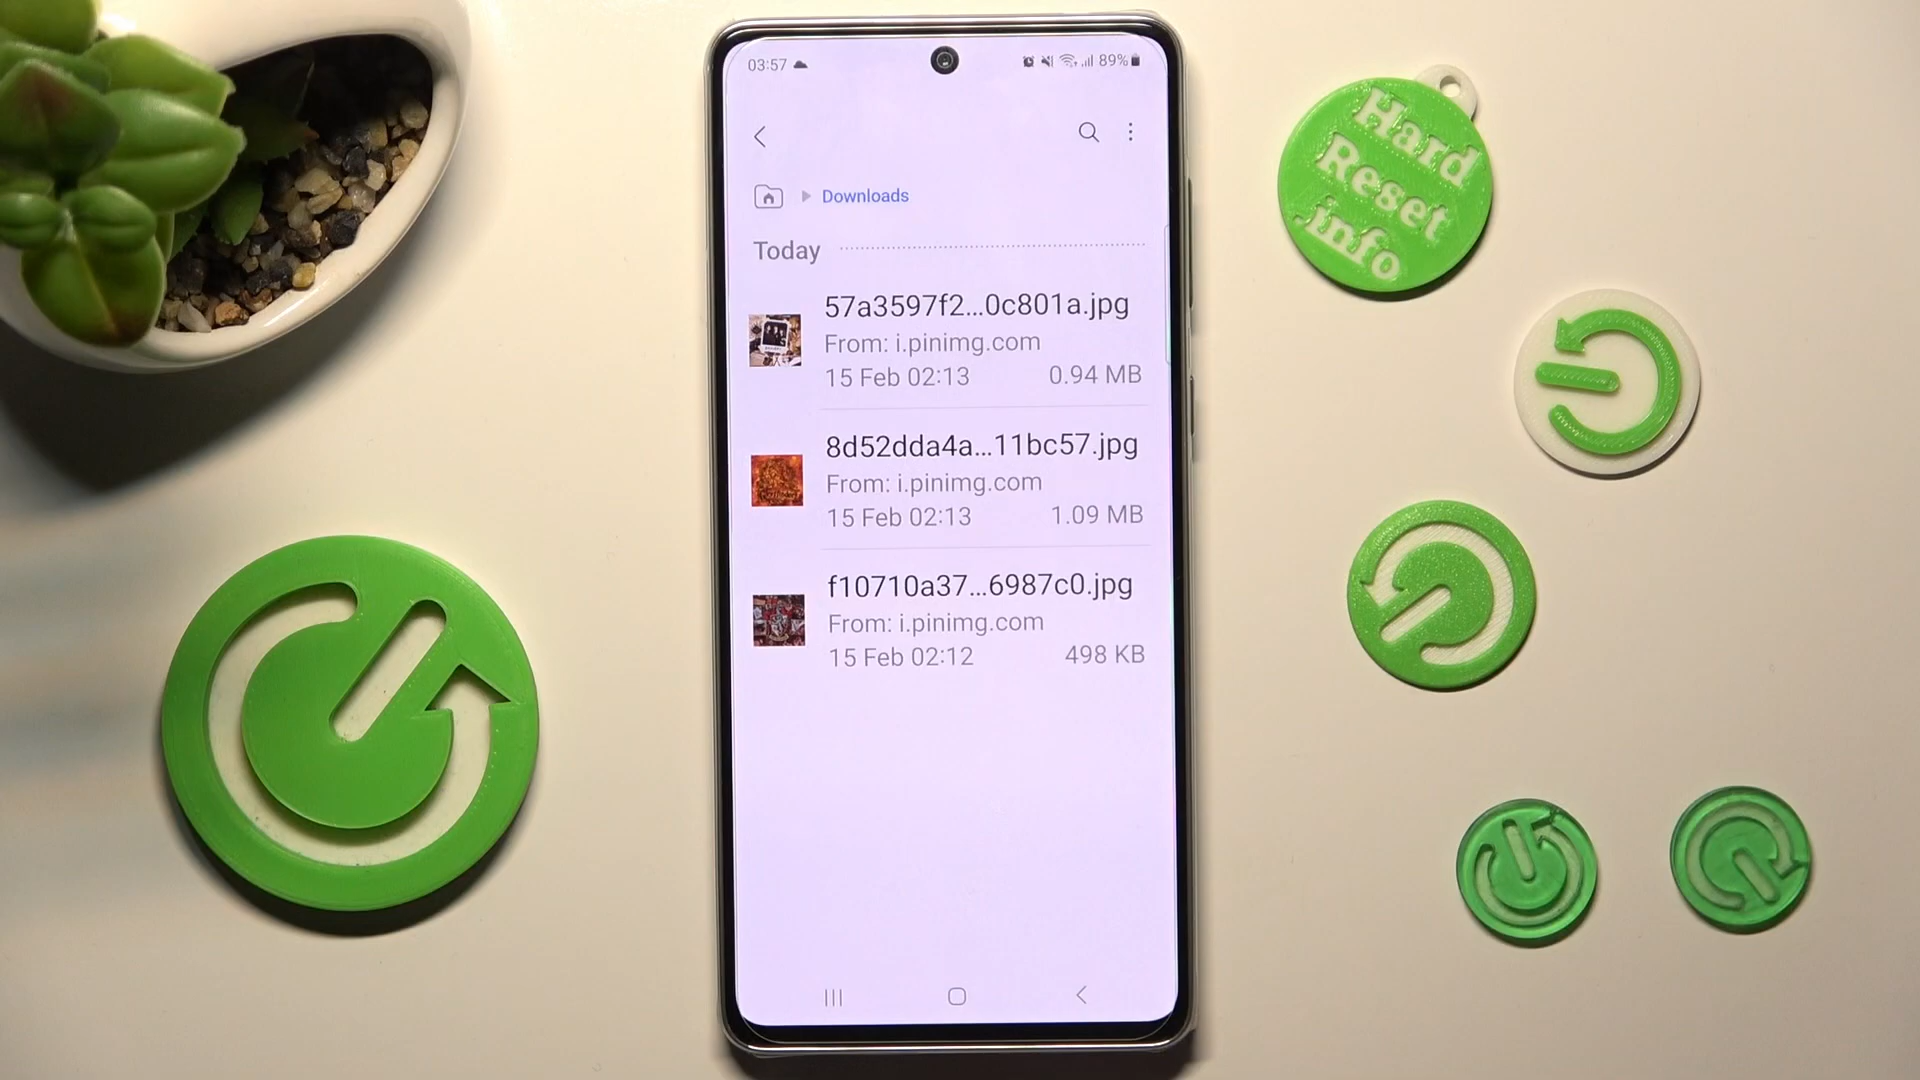 03:57
89%
Downloads
Today
57a3597f2...0c801a.jpg
From: i.pinimg.com
15 Feb 02:13 0.94 MB
8d52dda4a...11bc57.jpg
From: i.pinimg.com
15 Feb 02:13 1.09 MB
f10710a37...6987c0.jpg
From: i.pinimg.com
15 Feb 02:12 498 KB
Hard
Reset
.info